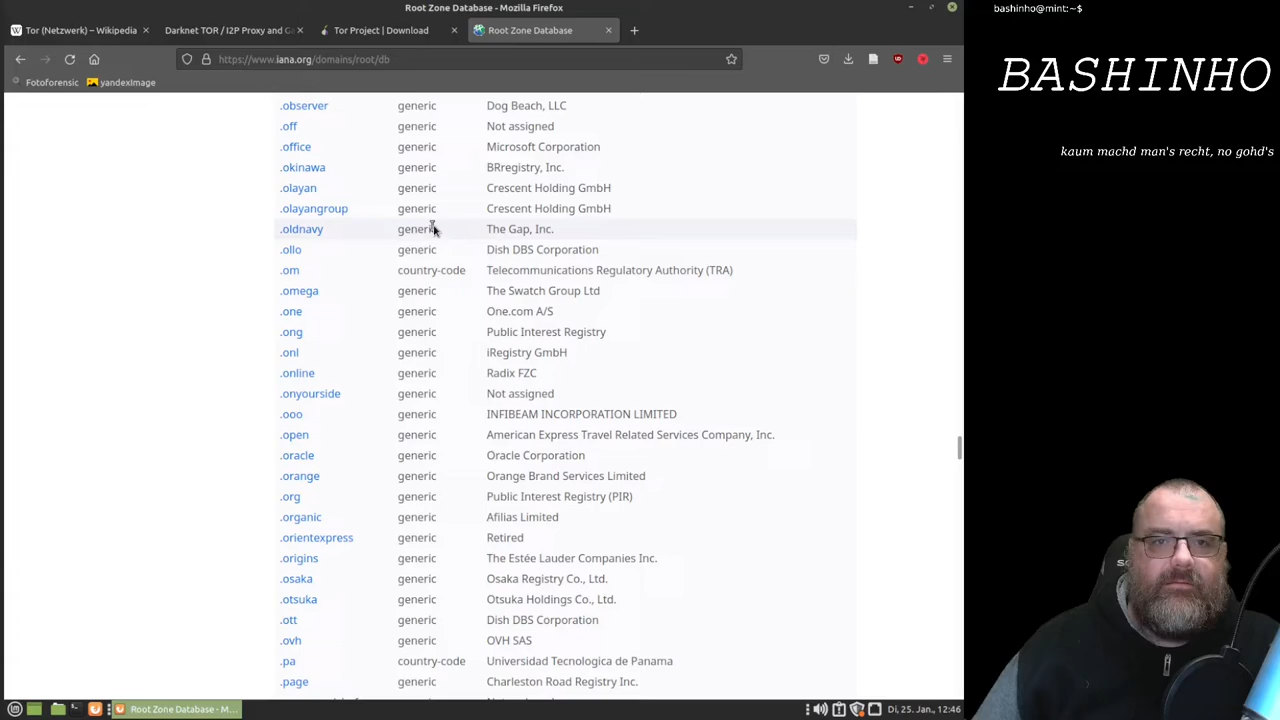 Root Zone Database - Mozilla Firefox
bashinho@mint:~$
Tor (Netzwerk) – Wikipedia
Darknet TOR / I2P Proxy and Ga
Tor Project | Download
Root Zone Database
https://www.iana.org/domains/root/db
Fotoforensic
yandexImage
BASHINHO
kaum machd man's recht, no gohd's
.observer generic Dog Beach, LLC
.off generic Not assigned
.office generic Microsoft Corporation
.okinawa generic BRregistry, Inc.
.olayan generic Crescent Holding GmbH
.olayangroup generic Crescent Holding GmbH
.oldnavy generic The Gap, Inc.
.ollo generic Dish DBS Corporation
.om country-code Telecommunications Regulatory Authority (TRA)
.omega generic The Swatch Group Ltd
.one generic One.com A/S
.ong generic Public Interest Registry
.onl generic iRegistry GmbH
.online generic Radix FZC
.onyourside generic Not assigned
.ooo generic INFIBEAM INCORPORATION LIMITED
.open generic American Express Travel Related Services Company, Inc.
.oracle generic Oracle Corporation
.orange generic Orange Brand Services Limited
.org generic Public Interest Registry (PIR)
.organic generic Afilias Limited
.orientexpress generic Retired
.origins generic The Estée Lauder Companies Inc.
.osaka generic Osaka Registry Co., Ltd.
.otsuka generic Otsuka Holdings Co., Ltd.
.ott generic Dish DBS Corporation
.ovh generic OVH SAS
.pa country-code Universidad Tecnologica de Panama
.page generic Charleston Road Registry Inc.
Root Zone Database - M...
Di, 25. Jan., 12:46